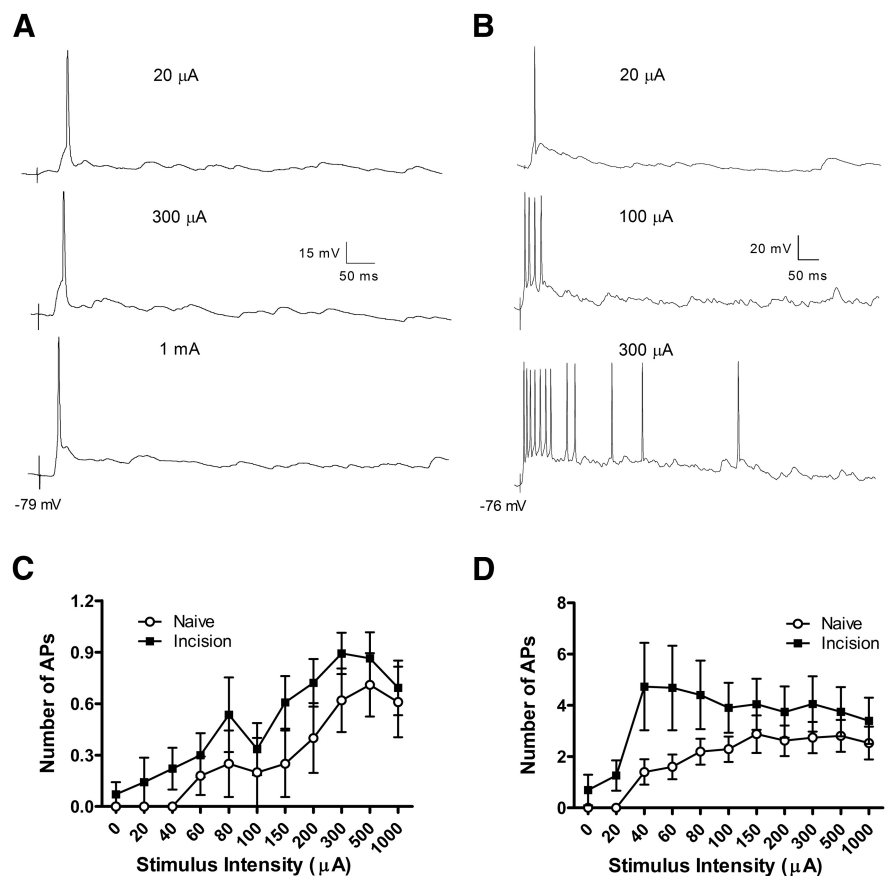 A
B
20 μA
20 μA
300 μA
100 μA
15 mV
50 ms
20 mV
50 ms
1 mA
300 μA
-79 mV
-76 mV
C
D
1.2
0.9
0.6
0.3
0.0
Number of APs
Naive
Incision
0 20 40 60 80 100 150 200 300 500 1000
Stimulus Intensity (μA)
8
6
4
2
0
Number of APs
Naive
Incision
0 20 40 60 80 100 150 200 300 500 1000
Stimulus Intensity (μA)